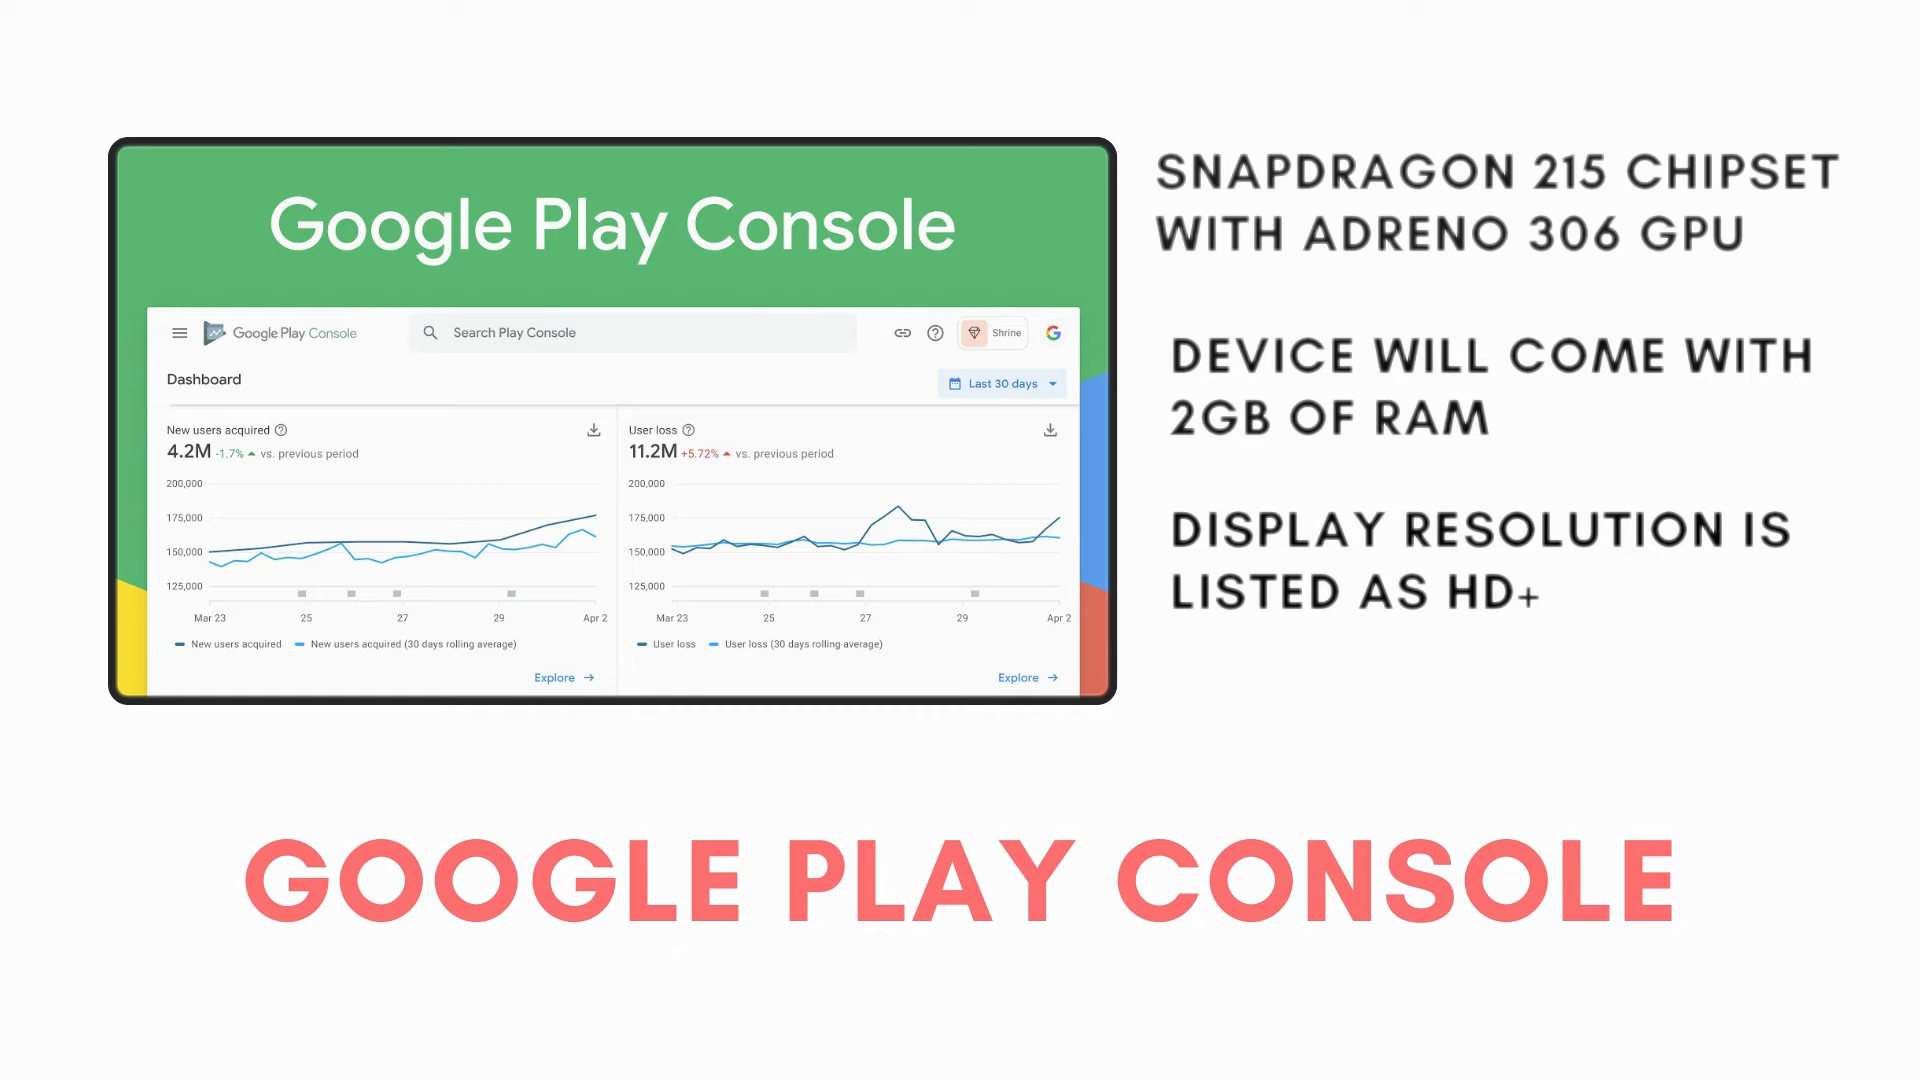 Google Play Console
Google Play Console
Search Play Console
Shrine
Dashboard
Last 30 days
New users acquired
4.2M -1.7% vs. previous period
200,000
175,000
150,000
125,000
Mar 23 25 27 29 Apr 2
New users acquired New users acquired (30 days rolling average)
Explore
User loss
11.2M +5.72% vs. previous period
200,000
175,000
150,000
125,000
Mar 23 25 27 29 Apr 2
User loss User loss (30 days rolling average)
Explore
SNAPDRAGON 215 CHIPSET
WITH ADRENO 306 GPU
DEVICE WILL COME WITH
2GB OF RAM
DISPLAY RESOLUTION IS
LISTED AS HD+
GOOGLE PLAY CONSOLE